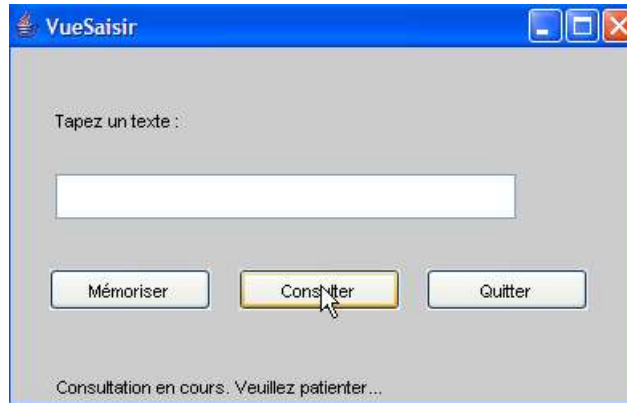 VueSaisir
Tapez un texte :
Mémoriser Consulter Quitter
Consultation en cours. Veuillez patienter...